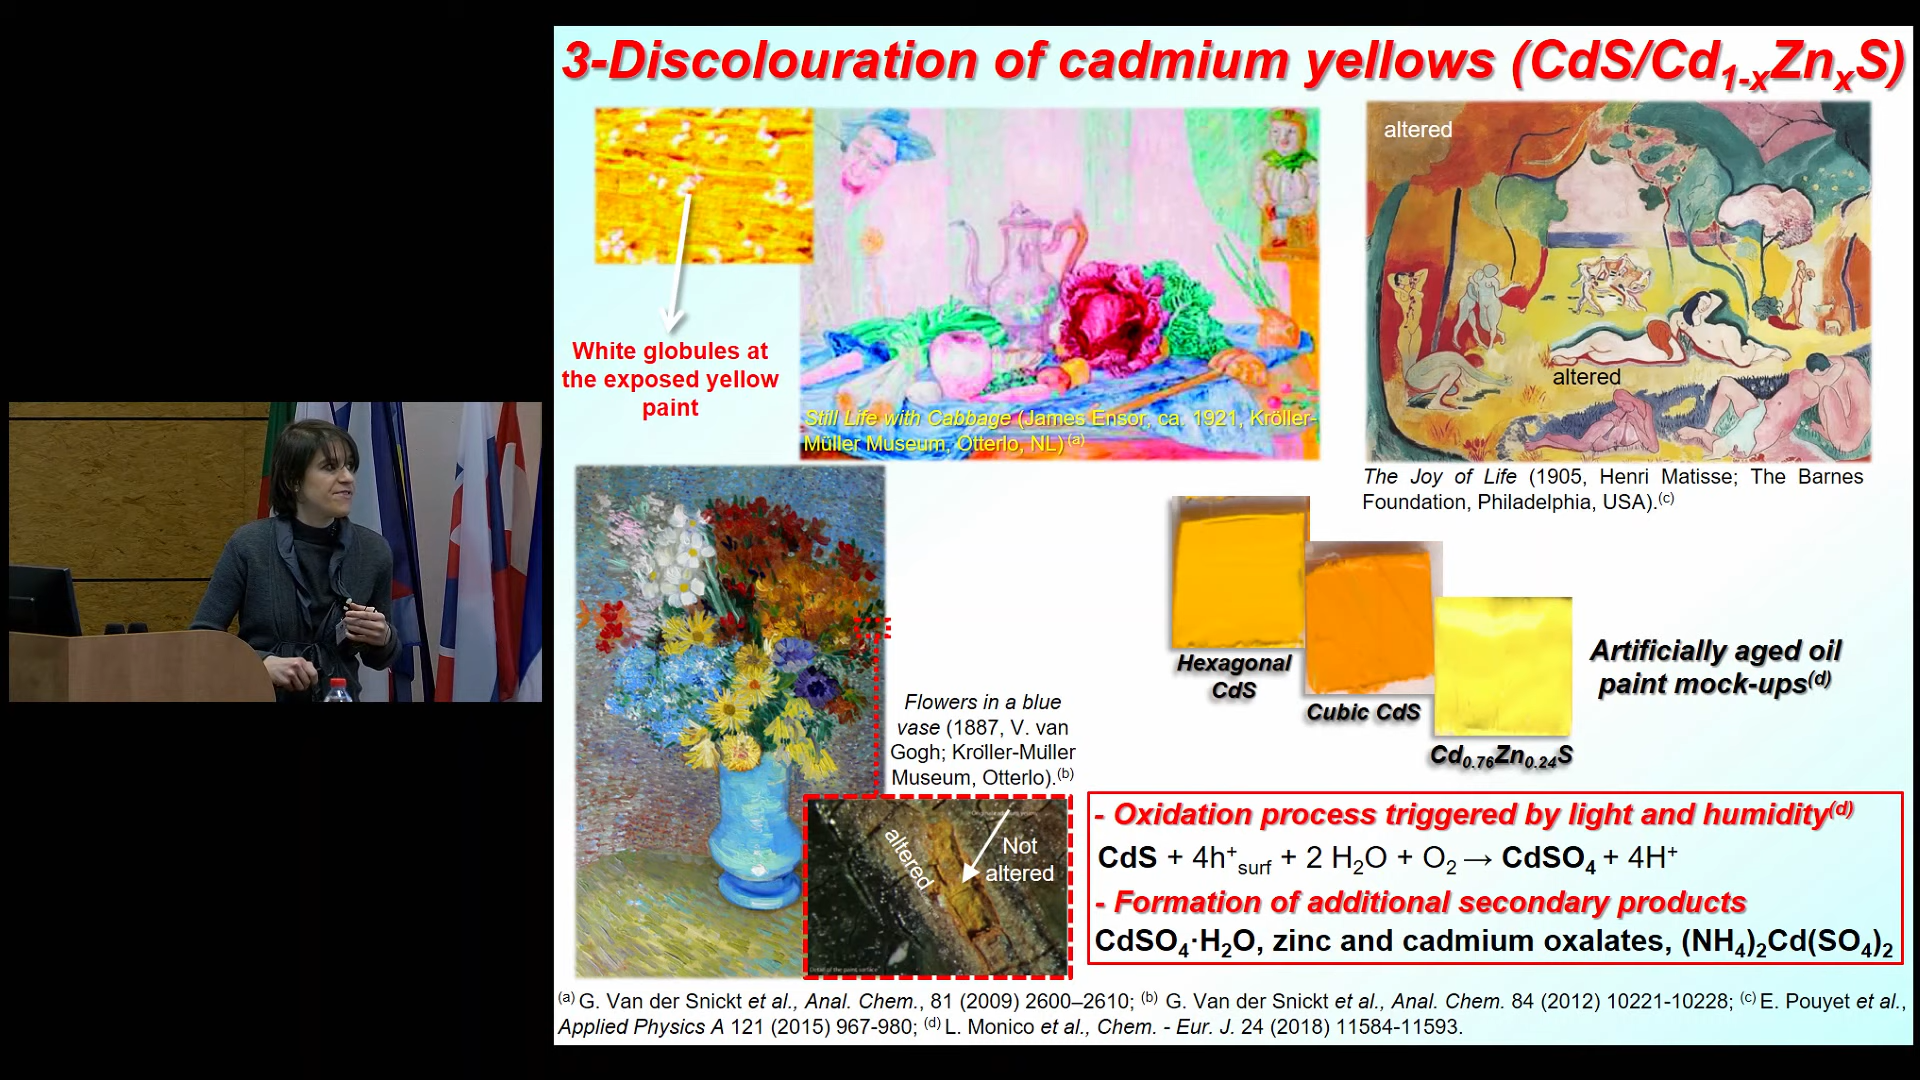 3-Discolouration of cadmium yellows (CdS/Cd1-xZnxS)
altered
White globules at
the exposed yellow
paint
Still Life with Cabbage (James Ensor, ca. 1921, Kröller-
Müller Museum, Otterlo, NL)(a)
altered
The Joy of Life (1905, Henri Matisse; The Barnes
Foundation, Philadelphia, USA).(c)
Hexagonal
CdS
Cubic CdS
Cd0.76Zn0.24S
Artificially aged oil
paint mock-ups(d)
Flowers in a blue
vase (1887, V. van
Gogh; Kröller-Müller
Museum, Otterlo).(b)
altered
Not
altered
Detail of the paint surface
- Oxidation process triggered by light and humidity(d)
CdS + 4h+surf + 2 H2O + O2 → CdSO4 + 4H+
- Formation of additional secondary products
CdSO4·H2O, zinc and cadmium oxalates, (NH4)2Cd(SO4)2
(a) G. Van der Snickt et al., Anal. Chem., 81 (2009) 2600–2610; (b) G. Van der Snickt et al., Anal. Chem. 84 (2012) 10221-10228; (c) E. Pouyet et al.,
Applied Physics A 121 (2015) 967-980; (d) L. Monico et al., Chem. - Eur. J. 24 (2018) 11584-11593.